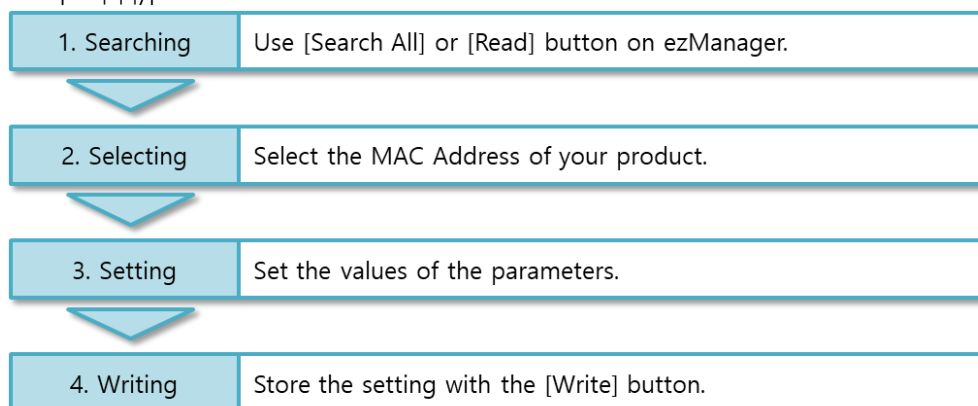 1. Searching Use [Search All] or [Read] button on ezManager.
2. Selecting Select the MAC Address of your product.
3. Setting Set the values of the parameters.
4. Writing Store the setting with the [Write] button.